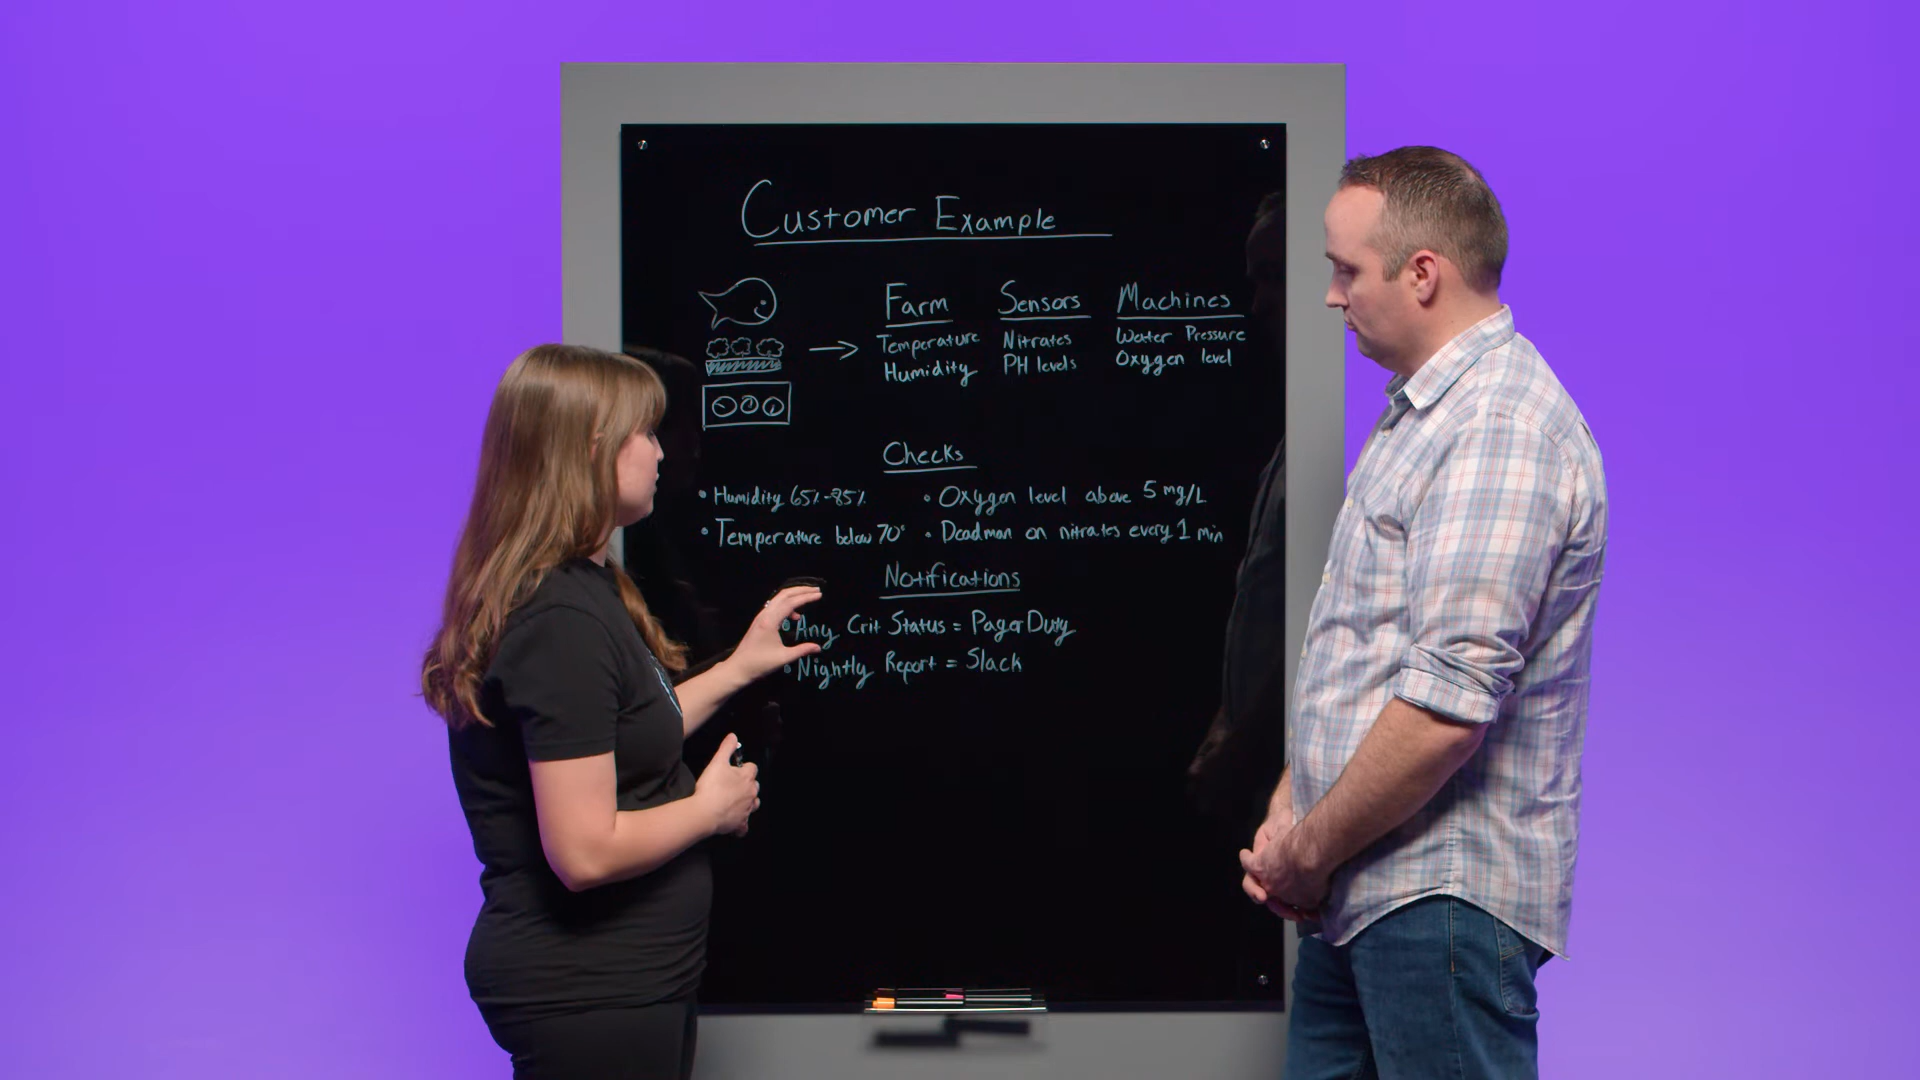 Customer Example
Farm
Temperature
Humidity
Sensors
Nitrates
PH levels
Machines
Water Pressure
Oxygen level
Checks
• Humidity 65%-85%
• Temperature below 70°
• Oxygen level above 5 mg/L
• Deadman on nitrates every 1 min
Notifications
• Any Crit Status = PagerDuty
• Nightly Report = Slack